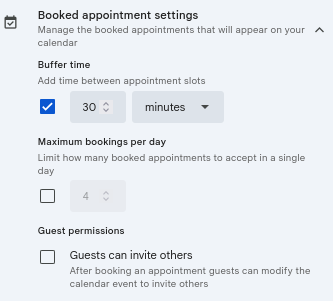 Booked appointment settings
Manage the booked appointments that will appear on your
calendar
Buffer time
Add time between appointment slots
30 minutes
Maximum bookings per day
Limit how many booked appointments to accept in a single
day
4
Guest permissions
Guests can invite others
After booking an appointment guests can modify the
calendar event to invite others